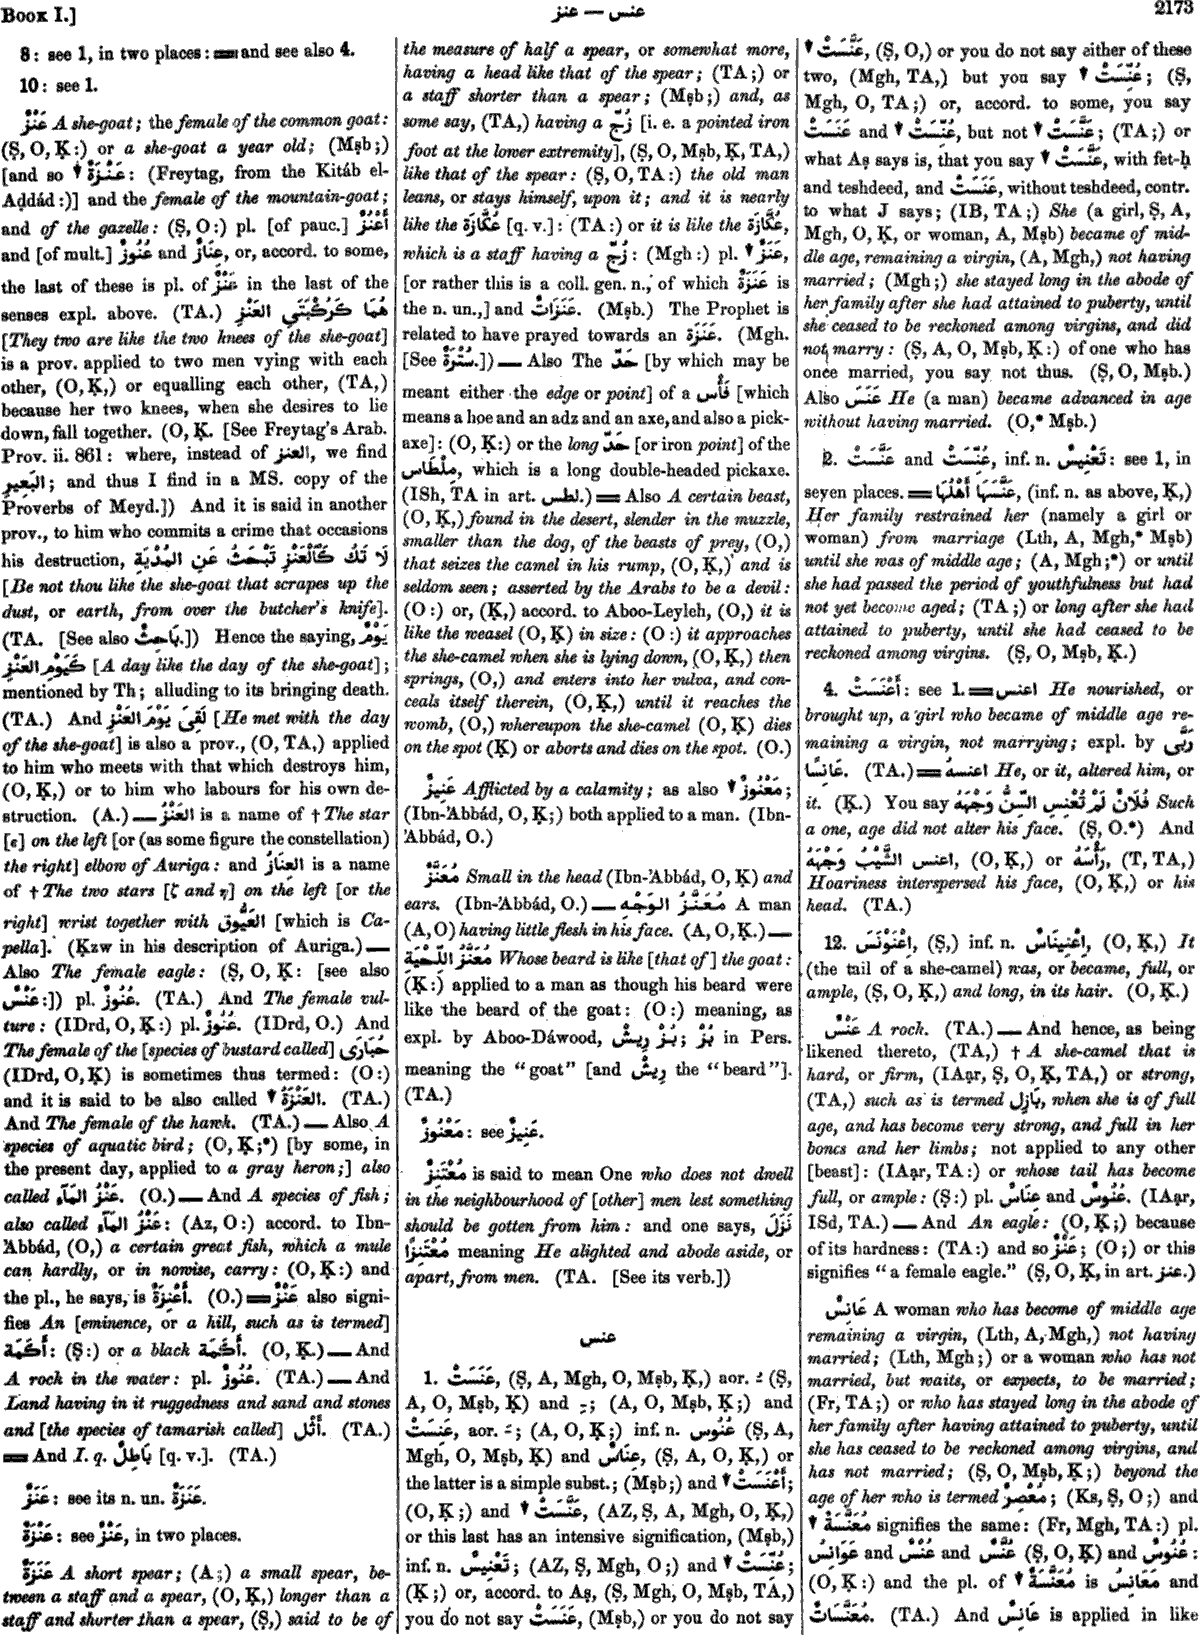 Book I.]
عنز — عنس
2173
8: see 1, in two places: ═ and see also 4.
10: see 1.
عَنْزٌ A she-goat; the female of the common goat:
(Ṣ, O, Ḳ:) or a she-goat a year old; (Mṣb;)
[and so ▼ عَنْزَةٌ: (Freytag, from the Kitáb el-
Aḍdád:)] and the female of the mountain-goat;
and of the gazelle: (Ṣ, O:) pl. [of pauc.] أَعْنُزٌ
and [of mult.] عُنُوزٌ and عِنَازٌ, or, accord. to some,
the last of these is pl. of عَنْزٌ in the last of the
senses expl. above. (TA.) هُمَا كَرُكْبَتَىِ العَنْزِ
[They two are like the two knees of the she-goat]
is a prov. applied to two men vying with each
other, (O, Ḳ,) or equalling each other, (TA,)
because her two knees, when she desires to lie
down, fall together. (O, Ḳ. [See Freytag's Arab.
Prov. ii. 861: where, instead of العنز, we find
البَعِيرِ; and thus I find in a MS. copy of the
Proverbs of Meyd.]) And it is said in another
prov., to him who commits a crime that occasions
his destruction, لَا تَكُ كَٱلْعَنْزِ تَبْحَثُ عَنِ المُدْيَةِ
[Be not thou like the she-goat that scrapes up the
dust, or earth, from over the butcher's knife].
(TA. [See also بَاحِثٌ.]) Hence the saying, يَوْمٌ
كَيَوْمِ العَنْزِ [A day like the day of the she-goat];
mentioned by Th; alluding to its bringing death.
(TA.) And لَقِىَ يَوْمَ العَنْزِ [He met with the day
of the she-goat] is also a prov., (O, TA,) applied
to him who meets with that which destroys him,
(O, Ḳ,) or to him who labours for his own de-
struction. (A.) — العَنْزُ is a name of † The star
[ε] on the left [or (as some figure the constellation)
the right] elbow of Auriga: and العِنَازُ is a name
of † The two stars [ζ and η] on the left [or the
right] wrist together with العَيُّوقُ [which is Ca-
pella]. (Ḳzw in his description of Auriga.) —
Also The female eagle: (Ṣ, O, Ḳ: [see also
عَنْسٌ:]) pl. عُنُوزٌ. (TA.) And The female vul-
ture: (IDrd, O, Ḳ:) pl. عُنُوزٌ. (IDrd, O.) And
The female of the [species of bustard called] حُبَارَى
(IDrd, O, Ḳ) is sometimes thus termed: (O:)
and it is said to be also called ▼ العَنْزَةُ. (TA.)
And The female of the hawk. (TA.) — Also A
species of aquatic bird; (O, Ḳ;*) [by some, in
the present day, applied to a gray heron;] also
called عَنْزُ المَآءِ. (O.) — And A species of fish;
also called عَنْزُ المَآءِ: (Az, O:) accord. to Ibn-
'Abbád, (O,) a certain great fish, which a mule
can hardly, or in nowise, carry: (O, Ḳ:) and
the pl., he says, is أَعْنِزَةٌ. (O.) ═ عَنْزٌ also signi-
fies An [eminence, or a hill, such as is termed]
أَكَمَة: (Ṣ:) or a black أَكَمَة. (O, Ḳ.) — And
A rock in the water: pl. عُنُوزٌ. (TA.) — And
Land having in it ruggedness and sand and stones
and [the species of tamarisk called] أَثْل. (TA.)
═ And I. q. بَاطِلٌ [q. v.]. (TA.)
عَنَزٌ: see its n. un. عَنَزَةٌ.
عَنْزَةٌ: see عَنْزٌ, in two places.
عَنَزَةٌ A short spear; (A;) a small spear, be-
tween a staff and a spear, (O, Ḳ,) longer than a
staff and shorter than a spear, (Ṣ,) said to be of
the measure of half a spear, or somewhat more,
having a head like that of the spear; (TA;) or
a staff shorter than a spear; (Mṣb;) and, as
some say, (TA,) having a زُجّ [i. e. a pointed iron
foot at the lower extremity], (Ṣ, O, Mṣb, Ḳ, TA,)
like that of the spear: (Ṣ, O, TA:) the old man
leans, or stays himself, upon it; and it is nearly
like the عُكَّازَة [q. v.]: (TA:) or it is like the عُكَّازَة,
which is a staff having a زُجّ: (Mgh:) pl. ▼ عَنَزٌ,
[or rather this is a coll. gen. n., of which عَنَزَةٌ is
the n. un.,] and عَنَزَاتٌ. (Mṣb.) The Prophet is
related to have prayed towards an عَنَزَة. (Mgh.
[See سُتْرَةٌ.]) — Also The حَدّ [by which may be
meant either the edge or point] of a فَأْس [which
means a hoe and an adz and an axe, and also a pick-
axe]: (O, Ḳ:) or the long حَدّ [or iron point] of the
مِلْطَاس, which is a long double-headed pickaxe.
(ISh, TA in art. لطس.) ═ Also A certain beast,
(O, Ḳ,) found in the desert, slender in the muzzle,
smaller than the dog, of the beasts of prey, (O,)
that seizes the camel in his rump, (O, Ḳ,) and is
seldom seen; asserted by the Arabs to be a devil:
(O:) or, (Ḳ,) accord. to Aboo-Leyleh, (O,) it is
like the weasel (O, Ḳ) in size: (O:) it approaches
the she-camel when she is lying down, (O, Ḳ,) then
springs, (O,) and enters into her vulva, and con-
ceals itself therein, (O, Ḳ,) until it reaches the
womb, (O,) whereupon the she-camel (O, Ḳ) dies
on the spot (Ḳ) or aborts and dies on the spot. (O.)
عَنِيزٌ Afflicted by a calamity; as also ▼ مَعْنُوزٌ;
(Ibn-'Abbád, O, Ḳ;) both applied to a man. (Ibn-
'Abbád, O.)
مُعَنَّزٌ Small in the head (Ibn-'Abbád, O, Ḳ) and
ears. (Ibn-'Abbád, O.) — مُعَنَّزُ الوَجْهِ A man
(A, O) having little flesh in his face. (A, O, Ḳ.) —
مُعَنَّزُ اللِّحْيَةِ Whose beard is like [that of] the goat:
(Ḳ:) applied to a man as though his beard were
like the beard of the goat: (O:) meaning, as
expl. by Aboo-Dáwood, بُزْ رِيشْ; بُزْ in Pers.
meaning the "goat" [and رِيشْ the "beard"].
(TA.)
مَعْنُوزٌ: see عَنِيزٌ.
مُعْتَنِزٌ is said to mean One who does not dwell
in the neighbourhood of [other] men lest something
should be gotten from him: and one says, نَزَلَ
مُعْتَنِزًا meaning He alighted and abode aside, or
apart, from men. (TA. [See its verb.])
عنس
1. عَنَسَتْ, (Ṣ, A, Mgh, O, Mṣb, Ḳ,) aor. ـُ (Ṣ,
A, O, Mṣb, Ḳ) and ـِ; (A, O, Mṣb, Ḳ;) and
عَنِسَتْ, aor. ـَ; (A, O, Ḳ;) inf. n. عُنُوس (Ṣ, A,
Mgh, O, Mṣb, Ḳ) and عِنَاسٌ, (Ṣ, A, O, Ḳ,) or
the latter is a simple subst.; (Mṣb;) and ▼ أَعْنَسَتْ;
(O, Ḳ;) and ▼ عَنَّسَتْ, (AZ, Ṣ, A, Mgh, O, Ḳ,)
or this last has an intensive signification, (Mṣb,)
inf. n. تَعْنِيسٌ; (AZ, Ṣ, Mgh, O;) and ▼ عُنِّسَتْ;
(Ḳ;) or, accord. to Aṣ, (Ṣ, Mgh, O, Mṣb, TA,)
you do not say عَنَسَتْ, (Mṣb,) or you do not say
▼ عَنَّسَتْ, (Ṣ, O,) or you do not say either of these
two, (Mgh, TA,) but you say ▼ عُنِّسَتْ; (Ṣ,
Mgh, O, TA;) or, accord. to some, you say
عَنَسَتْ and ▼ عُنِّسَتْ, but not ▼ عَنَّسَتْ; (TA;) or
what Aṣ says is, that you say ▼ عَنَّسَتْ, with fet-ḥ
and teshdeed, and عَنَسَتْ, without teshdeed, contr.
to what J says; (IB, TA;) She (a girl, Ṣ, A,
Mgh, O, Ḳ, or woman, A, Mṣb) became of mid-
dle age, remaining a virgin, (A, Mgh,) not having
married; (Mgh;) she stayed long in the abode of
her family after she had attained to puberty, until
she ceased to be reckoned among virgins, and did
not marry: (Ṣ, A, O, Mṣb, Ḳ:) of one who has
once married, you say not thus. (Ṣ, O, Mṣb.)
Also عَنَسَ He (a man) became advanced in age
without having married. (O,* Mṣb.)
2. عَنَّسَتْ and عُنِّسَتْ, inf. n. تَعْنِيسٌ: see 1, in
seven places. ═ عَنَّسَهَا أَهْلُهَا, (inf. n. as above, Ḳ,)
Her family restrained her (namely a girl or
woman) from marriage (Lth, A, Mgh,* Mṣb)
until she was of middle age; (A, Mgh;*) or until
she had passed the period of youthfulness but had
not yet become aged; (TA;) or long after she had
attained to puberty, until she had ceased to be
reckoned among virgins. (Ṣ, O, Mṣb, Ḳ.)
4. أَعْنَسَتْ: see 1. ═ اعنس He nourished, or
brought up, a girl who became of middle age re-
maining a virgin, not marrying; expl. by رَبَّى
عَانِسًا. (TA.) ═ اعنسهُ He, or it, altered him, or
it. (Ḳ.) You say فُلَانٌ لَمْ تُعْنِسِ السِّنُّ وَجْهَهُ Such
a one, age did not alter his face. (Ṣ, O.*) And
اعنس الشَّيْبُ وَجْهَهُ, (O, Ḳ,) or رَأْسَهُ, (T, TA,)
Hoariness interspersed his face, (O, Ḳ,) or his
head. (TA.)
12. اِعْنَوْنَسَ, (Ṣ,) inf. n. اِعْنِينَاسٌ, (O, Ḳ,) It
(the tail of a she-camel) was, or became, full, or
ample, (Ṣ, O, Ḳ,) and long, in its hair. (O, Ḳ.)
عَنْسٌ A rock. (TA.) — And hence, as being
likened thereto, (TA,) † A she-camel that is
hard, or firm, (IAạr, Ṣ, O, Ḳ, TA,) or strong,
(TA,) such as is termed بَازِل, when she is of full
age, and has become very strong, and full in her
bones and her limbs; not applied to any other
[beast]: (IAạr, TA:) or whose tail has become
full, or ample: (Ṣ:) pl. عِنَاسٌ and عُنُوسٌ. (IAạr,
ISd, TA.) — And An eagle: (O, Ḳ;) because
of its hardness: (TA:) and so عَنْزٌ; (O;) or this
signifies "a female eagle." (Ṣ, O, Ḳ, in art. عنز.)
عَانِسٌ A woman who has become of middle age
remaining a virgin, (Lth, A, Mgh,) not having
married; (Lth, Mgh;) or a woman who has not
married, but waits, or expects, to be married;
(Fr, TA;) or who has stayed long in the abode of
her family after having attained to puberty, until
she has ceased to be reckoned among virgins, and
has not married; (Ṣ, O, Mṣb, Ḳ;) beyond the
age of her who is termed مُعْصِرٌ; (Ks, Ṣ, O;) and
▼ مُعَنَّسَةٌ signifies the same: (Fr, Mgh, TA:) pl.
عُنُوسٌ and عُنَّسٌ and عُنْسٌ and عَوَانِسُ (Ṣ, O, Ḳ):
(O, Ḳ:) and the pl. of ▼ مُعَنَّسَةٌ is مَعَانِسُ and
مُعَنَّسَاتٌ. (TA.) And عَانِسٌ is applied in like